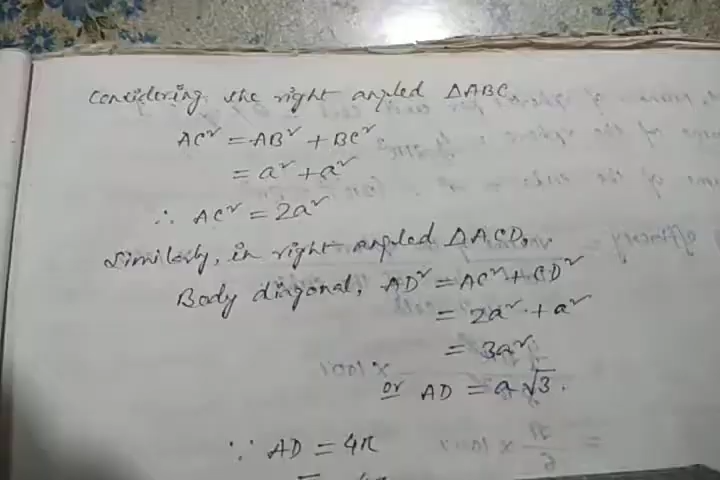 Considering the right angled ΔABC,
AC² = AB² + BC²
= a² + a²
∴ AC² = 2a²
Similarly, in right angled ΔACD,
Body diagonal, AD² = AC² + CD²
= 2a² + a²
= 3a²
or AD = a√3.
∵ AD = 4r